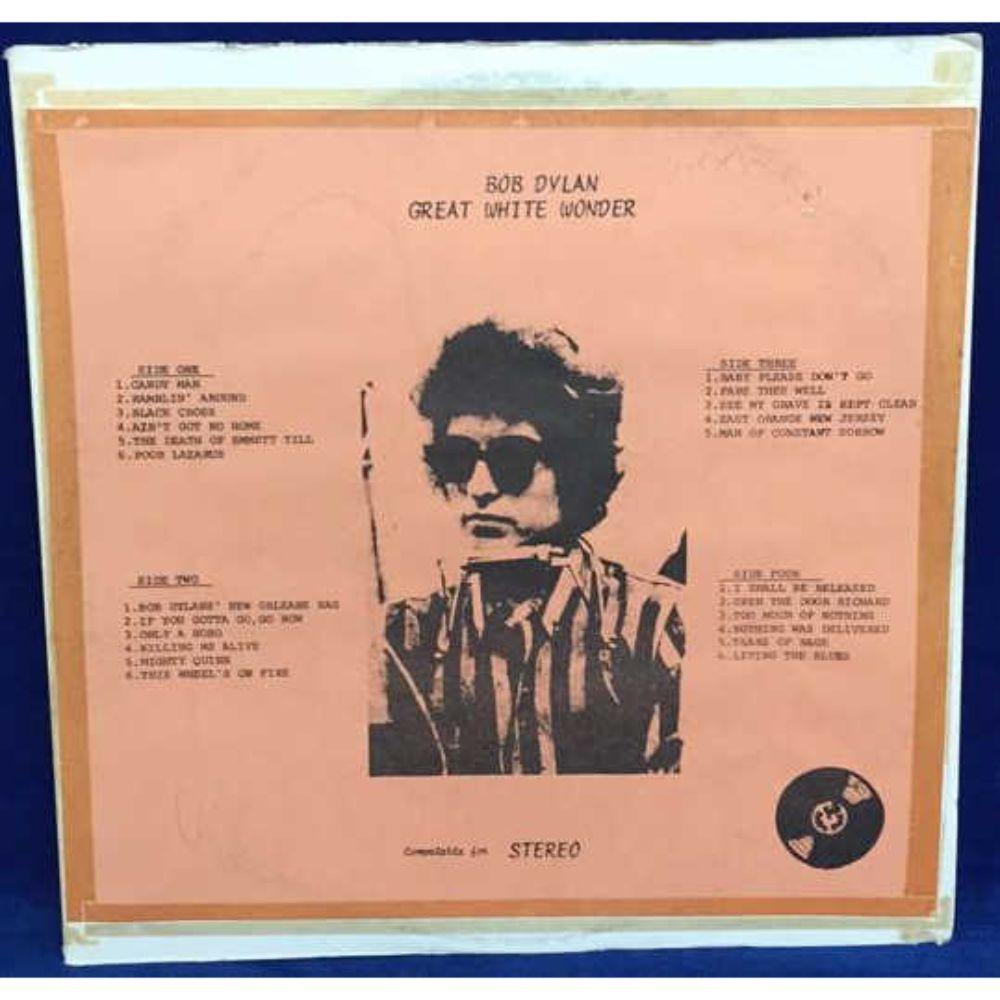 BOB DYLAN
GREAT WHITE WONDER
SIDE ONE
1.CANDY MAN
2.RAMBLIN' AROUND
3.BLACK CROSS
4.AIN'T GOT NO HOME
5.THE DEATH OF EMMETT TILL
6.POOR LAZARUS
SIDE TWO
1.BOB DYLANS' NEW ORLEANS RAG
2.IF YOU GOTTA GO,GO NOW
3.ONLY A HOBO
4.KILLING ME ALIVE
5.MIGHTY QUINN
6.THIS WHEEL'S ON FIRE
SIDE THREE
1.BABY PLEASE DON'T GO
2.FARE THEE WELL
3.SEE MY GRAVE IS KEPT CLEAR
4.EAST ORANGE NEW JERSEY
5.MAN OF CONSTANT SORROW
SIDE FOUR
1.I SHALL BE RELEASED
2.OPEN THE DOOR RICHARD
3.TOO MUCH OF NOTHING
4.NOTHING WAS DELIVERED
5.TEARS OF RAGE
6.LIVING THE BLUES
STEREO